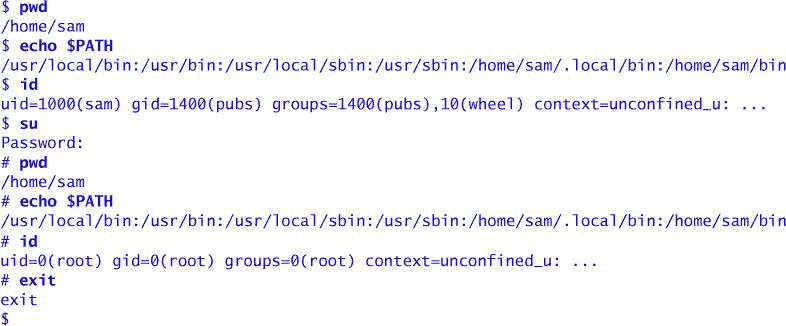 $ pwd
/home/sam
$ echo $PATH
/usr/local/bin:/usr/bin:/usr/local/sbin:/usr/sbin:/home/sam/.local/bin:/home/sam/bin
$ id
uid=1000(sam) gid=1400(pubs) groups=1400(pubs),10(wheel) context=unconfined_u: ...
$ su
Password:
# pwd
/home/sam
# echo $PATH
/usr/local/bin:/usr/bin:/usr/local/sbin:/usr/sbin:/home/sam/.local/bin:/home/sam/bin
# id
uid=0(root) gid=0(root) groups=0(root) context=unconfined_u: ...
# exit
exit
$